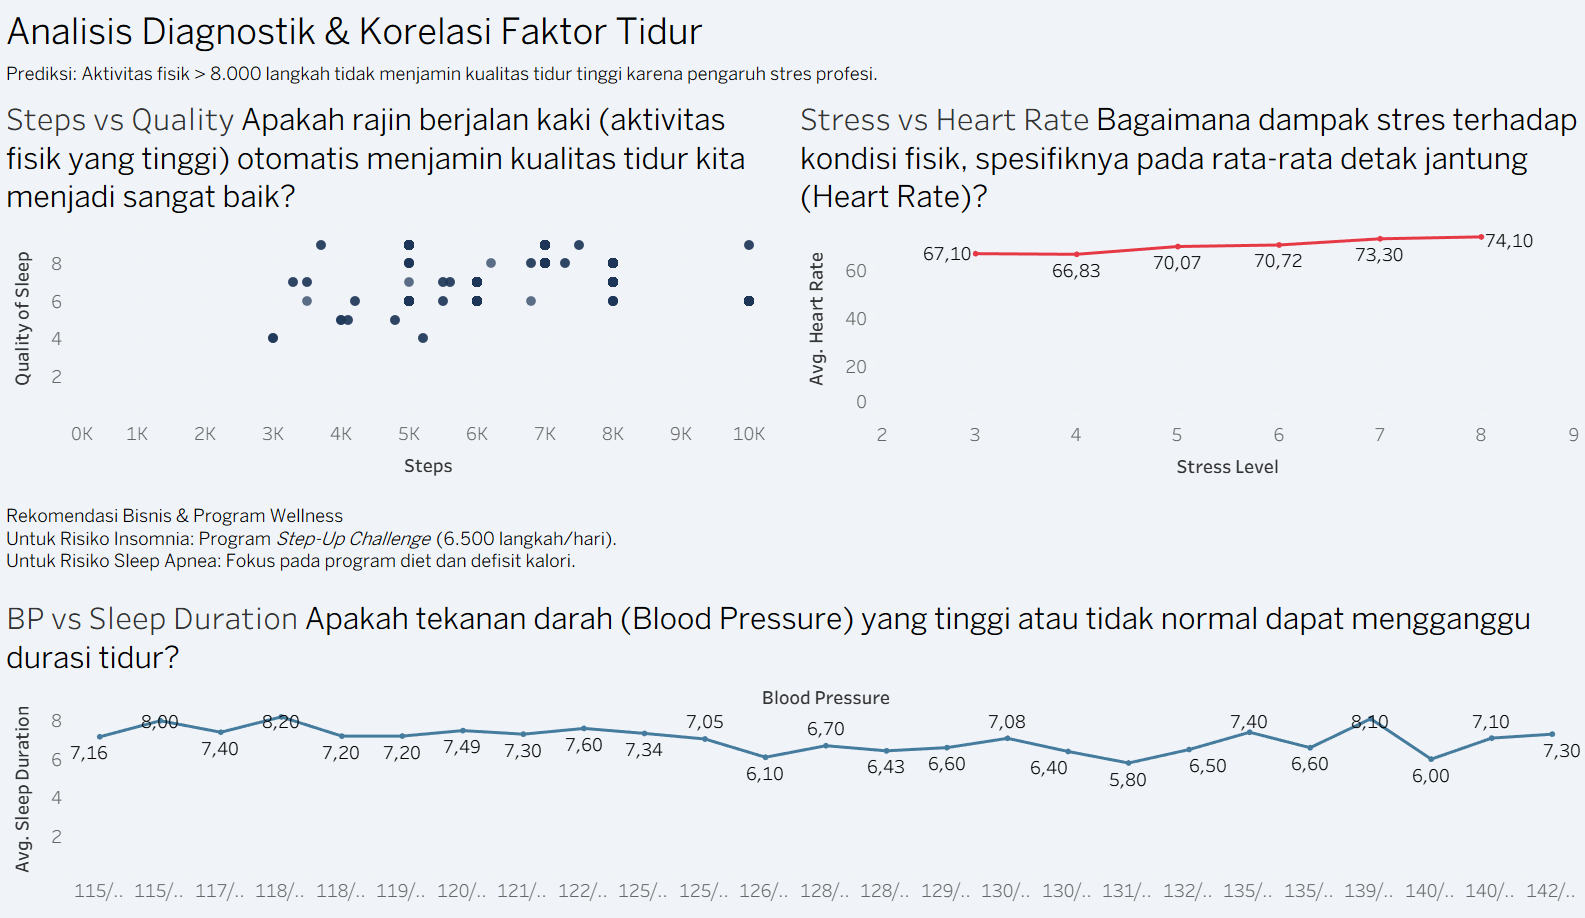 Analisis Diagnostik & Korelasi Faktor Tidur
Prediksi: Aktivitas fisik > 8.000 langkah tidak menjamin kualitas tidur tinggi karena pengaruh stres profesi.
Steps vs Quality Apakah rajin berjalan kaki (aktivitas
fisik yang tinggi) otomatis menjamin kualitas tidur kita
menjadi sangat baik?
Quality of Sleep
8
6
4
2
0K 1K 2K 3K 4K 5K 6K 7K 8K 9K 10K
Steps
Stress vs Heart Rate Bagaimana dampak stres terhadap
kondisi fisik, spesifiknya pada rata-rata detak jantung
(Heart Rate)?
Avg. Heart Rate
60
40
20
0
67,10 66,83 70,07 70,72 73,30 74,10
2 3 4 5 6 7 8 9
Stress Level
Rekomendasi Bisnis & Program Wellness
Untuk Risiko Insomnia: Program Step-Up Challenge (6.500 langkah/hari).
Untuk Risiko Sleep Apnea: Fokus pada program diet dan defisit kalori.
BP vs Sleep Duration Apakah tekanan darah (Blood Pressure) yang tinggi atau tidak normal dapat mengganggu
durasi tidur?
Blood Pressure
Avg. Sleep Duration
8
6
4
2
7,16 8,00 7,40 8,20 7,20 7,20 7,49 7,30 7,60 7,34 7,05 6,10 6,70 6,43 6,60 7,08 6,40 5,80 6,50 7,40 6,60 8,10 6,00 7,10 7,30
115/.. 115/.. 117/.. 118/.. 118/.. 119/.. 120/.. 121/.. 122/.. 125/.. 125/.. 126/.. 128/.. 128/.. 129/.. 130/.. 130/.. 131/.. 132/.. 135/.. 135/.. 139/.. 140/.. 140/.. 142/..